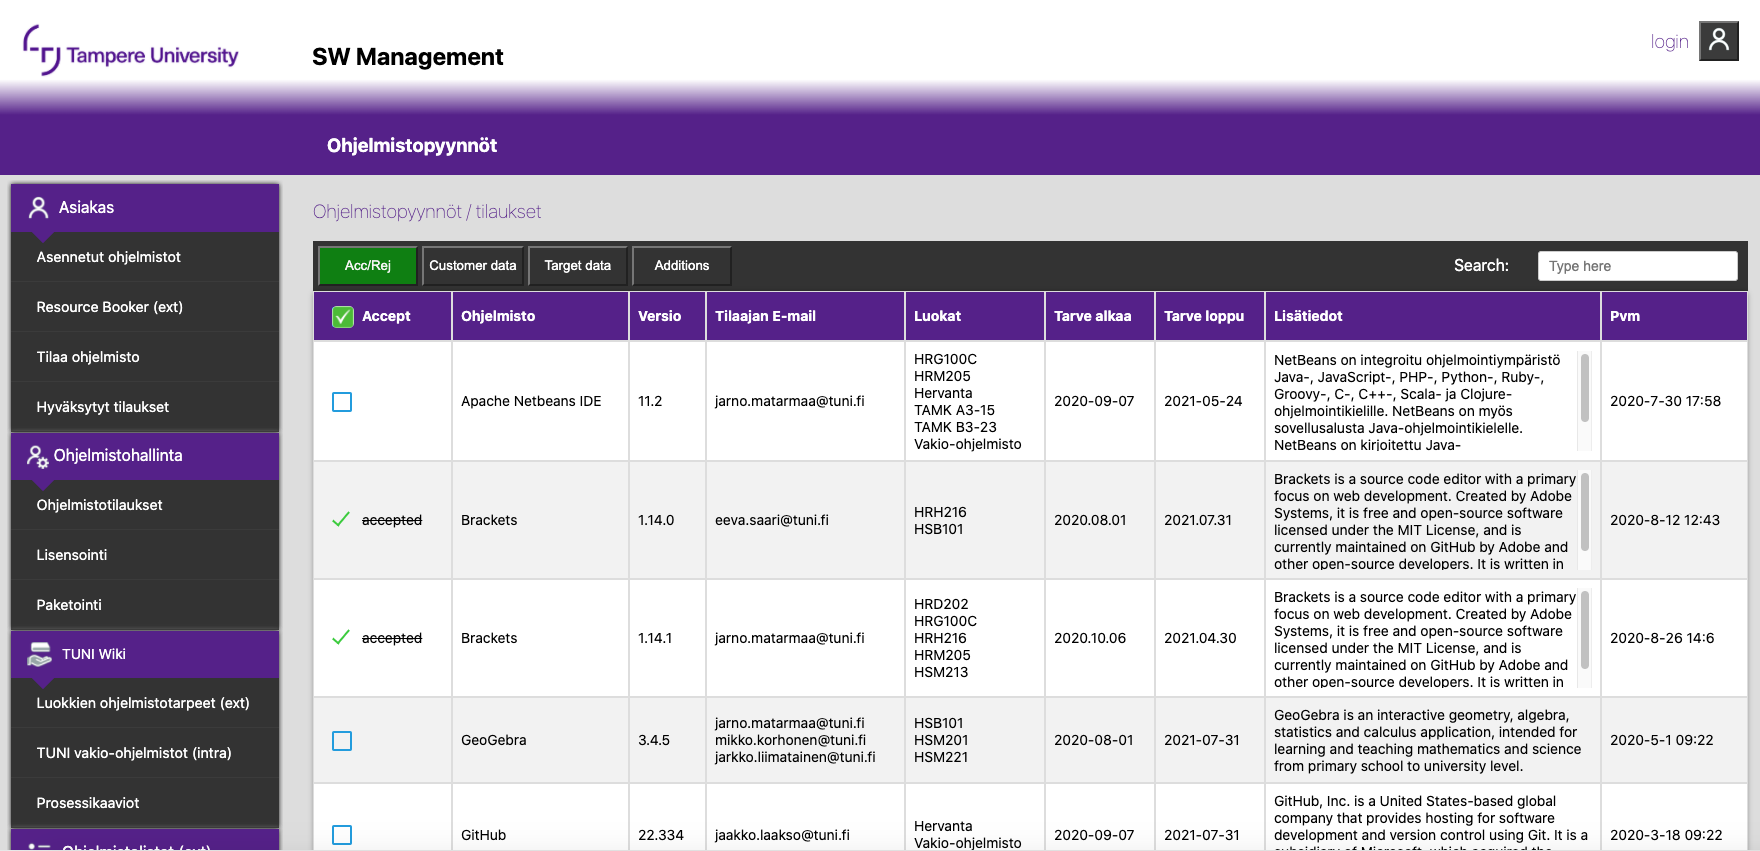 Tampere University
SW Management
login
Ohjelmistopyynnöt
Asiakas
Asennetut ohjelmistot
Resource Booker (ext)
Tilaa ohjelmisto
Hyväksytyt tilaukset
Ohjelmistohallinta
Ohjelmistotilaukset
Lisensointi
Paketointi
TUNI Wiki
Luokkien ohjelmistotarpeet (ext)
TUNI vakio-ohjelmistot (intra)
Prosessikaaviot
Ohjelmistolistat (ext)
Ohjelmistopyynnöt / tilaukset
Acc/Rej Customer data Target data Additions Search: Type here
Accept Ohjelmisto Versio Tilaajan E-mail Luokat Tarve alkaa Tarve loppu Lisätiedot Pvm
Apache Netbeans IDE 11.2 jarno.matarmaa@tuni.fi
HRG100C
HRM205
Hervanta
TAMK A3-15
TAMK B3-23
Vakio-ohjelmisto
2020-09-07 2021-05-24
NetBeans on integroitu ohjelmointiympäristö
Java-, JavaScript-, PHP-, Python-, Ruby-,
Groovy-, C-, C++-, Scala- ja Clojure-
ohjelmointikielille. NetBeans on myös
sovellusalusta Java-ohjelmointikielelle.
NetBeans on kirjoitettu Java-
2020-7-30 17:58
accepted Brackets 1.14.0 eeva.saari@tuni.fi
HRH216
HSB101
2020.08.01 2021.07.31
Brackets is a source code editor with a primary
focus on web development. Created by Adobe
Systems, it is free and open-source software
licensed under the MIT License, and is
currently maintained on GitHub by Adobe and
other open-source developers. It is written in
2020-8-12 12:43
accepted Brackets 1.14.1 jarno.matarmaa@tuni.fi
HRD202
HRG100C
HRH216
HRM205
HSM213
2020.10.06 2021.04.30
Brackets is a source code editor with a primary
focus on web development. Created by Adobe
Systems, it is free and open-source software
licensed under the MIT License, and is
currently maintained on GitHub by Adobe and
other open-source developers. It is written in
2020-8-26 14:6
GeoGebra 3.4.5
jarno.matarmaa@tuni.fi
mikko.korhonen@tuni.fi
jarkko.liimatainen@tuni.fi
HSB101
HSM201
HSM221
2020-08-01 2021-07-31
GeoGebra is an interactive geometry, algebra,
statistics and calculus application, intended for
learning and teaching mathematics and science
from primary school to university level.
2020-5-1 09:22
GitHub 22.334 jaakko.laakso@tuni.fi
Hervanta
Vakio-ohjelmisto
2020-09-07 2021-07-31
GitHub, Inc. is a United States-based global
company that provides hosting for software
development and version control using Git. It is a
subsidiary of Microsoft, which acquired the
2020-3-18 09:22